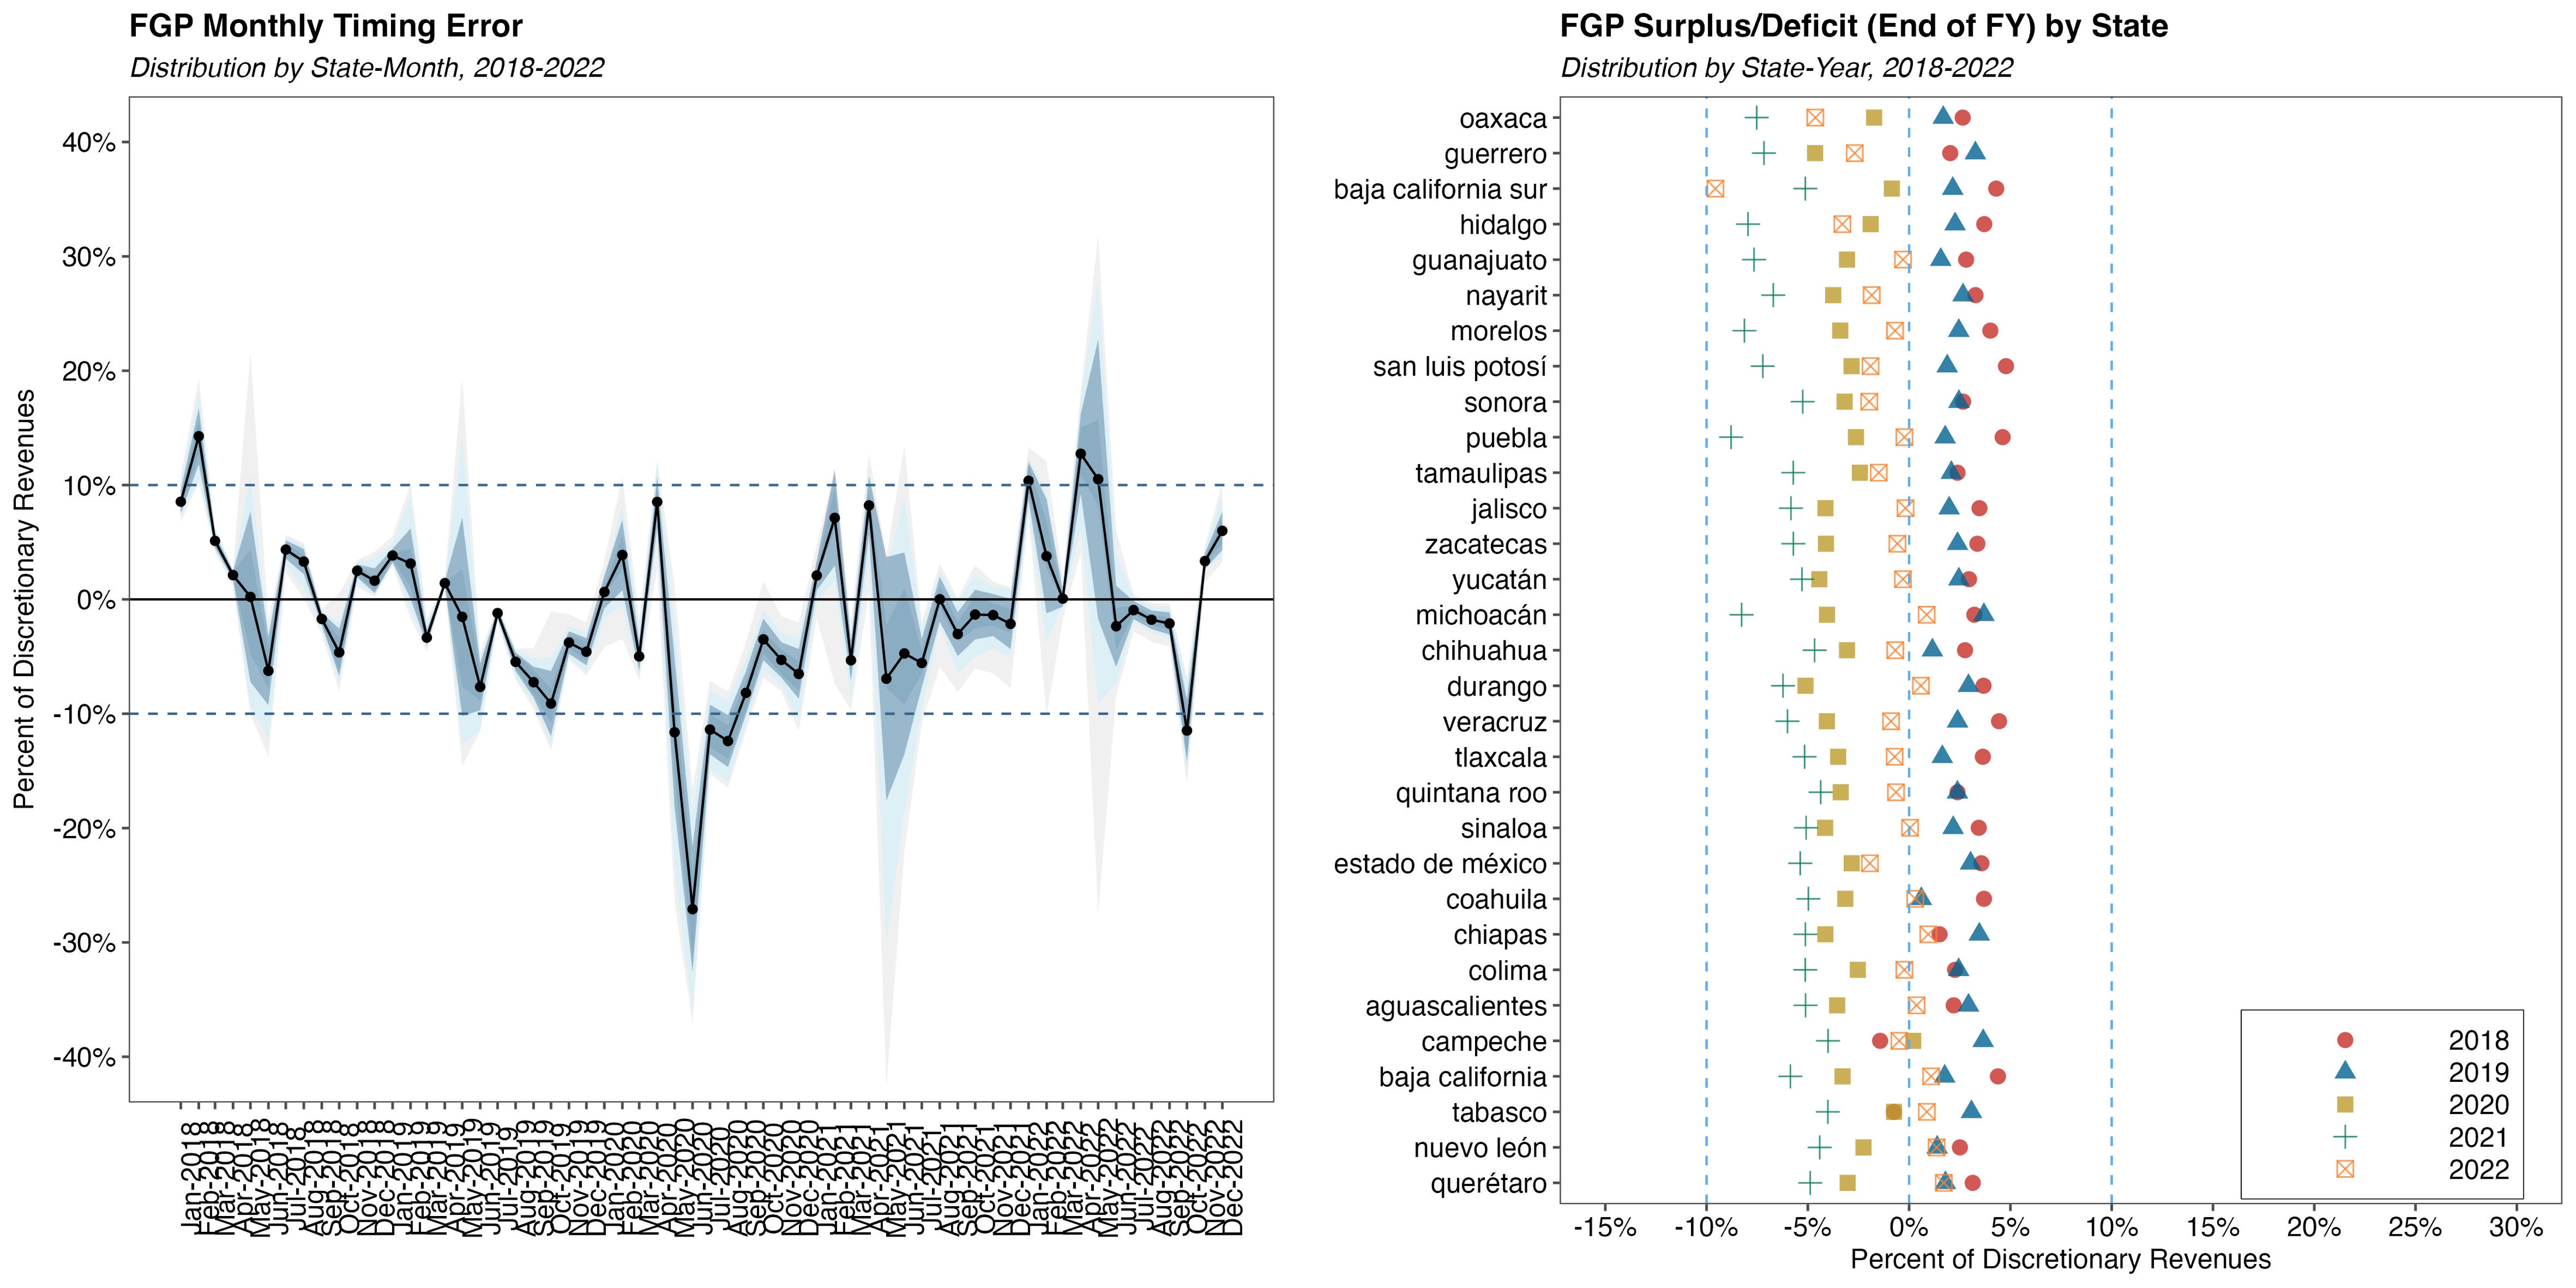 FGP Monthly Timing Error
Distribution by State-Month, 2018-2022
Percent of Discretionary Revenues
40%
30%
20%
10%
0%
-10%
-20%
-30%
-40%
Jan-2018
Feb-2018
Mar-2018
Apr-2018
May-2018
Jun-2018
Jul-2018
Aug-2018
Sep-2018
Oct-2018
Nov-2018
Dec-2018
Jan-2019
Feb-2019
Mar-2019
Apr-2019
May-2019
Jun-2019
Jul-2019
Aug-2019
Sep-2019
Oct-2019
Nov-2019
Dec-2019
Jan-2020
Feb-2020
Mar-2020
Apr-2020
May-2020
Jun-2020
Jul-2020
Aug-2020
Sep-2020
Oct-2020
Nov-2020
Dec-2020
Jan-2021
Feb-2021
Mar-2021
Apr-2021
May-2021
Jun-2021
Jul-2021
Aug-2021
Sep-2021
Oct-2021
Nov-2021
Dec-2021
Jan-2022
Feb-2022
Mar-2022
Apr-2022
May-2022
Jun-2022
Jul-2022
Aug-2022
Sep-2022
Oct-2022
Nov-2022
Dec-2022
FGP Surplus/Deficit (End of FY) by State
Distribution by State-Year, 2018-2022
oaxaca
guerrero
baja california sur
hidalgo
guanajuato
nayarit
morelos
san luis potosí
sonora
puebla
tamaulipas
jalisco
zacatecas
yucatán
michoacán
chihuahua
durango
veracruz
tlaxcala
quintana roo
sinaloa
estado de méxico
coahuila
chiapas
colima
aguascalientes
campeche
baja california
tabasco
nuevo león
querétaro
2018
2019
2020
2021
2022
-15%
-10%
-5%
0%
5%
10%
15%
20%
25%
30%
Percent of Discretionary Revenues